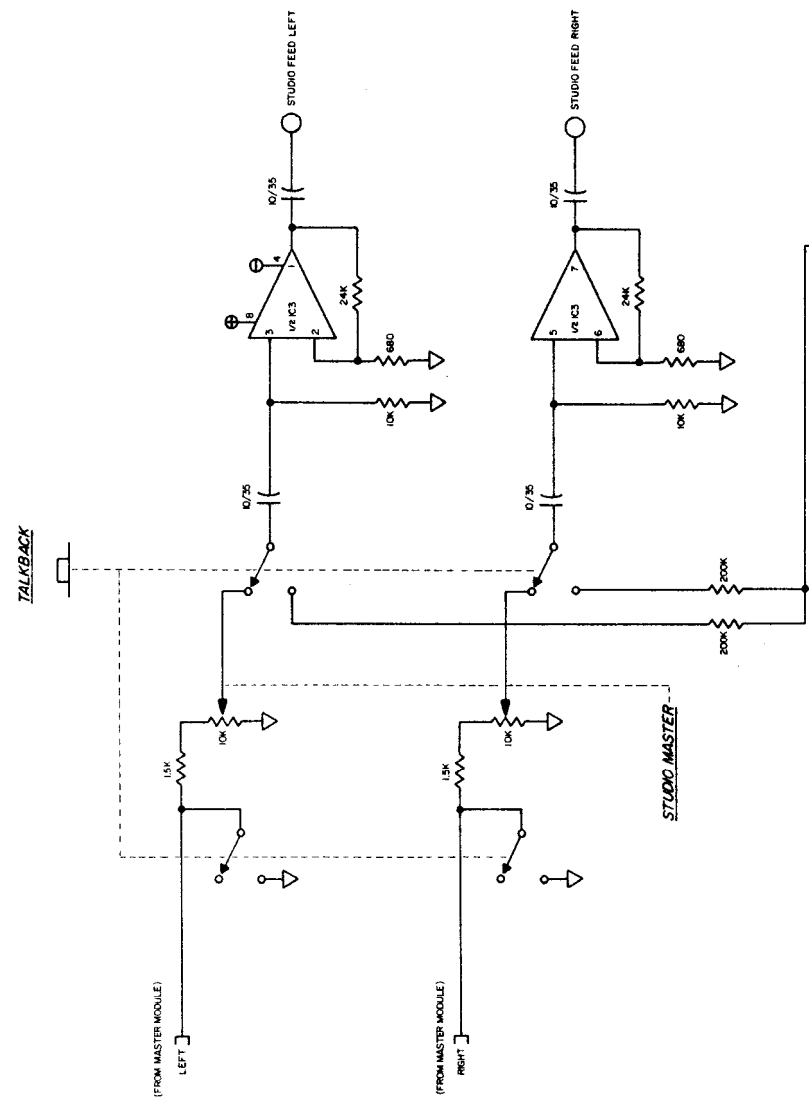 TALKBACK
STUDIO FEED LEFT
10/35
4
1
8
1/2 IC3
3
2
24K
680
10K
10/35
10K
1.5K
(FROM MASTER MODULE)
LEFT
STUDIO FEED RIGHT
10/35
7
1/2 IC3
5
6
24K
680
10K
10/35
200K
200K
10K
1.5K
STUDIO MASTER
(FROM MASTER MODULE)
RIGHT